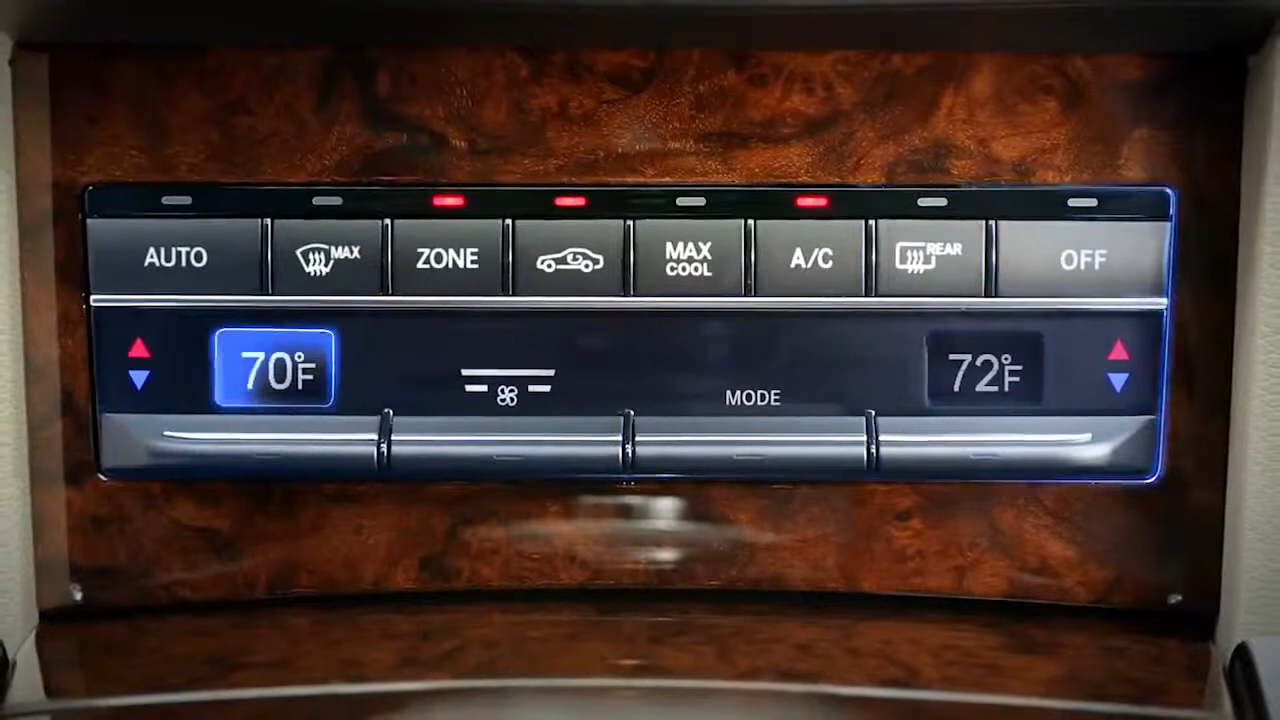 AUTO
MAX
ZONE
MAX
COOL
A/C
REAR
OFF
70°F
MODE
72°F